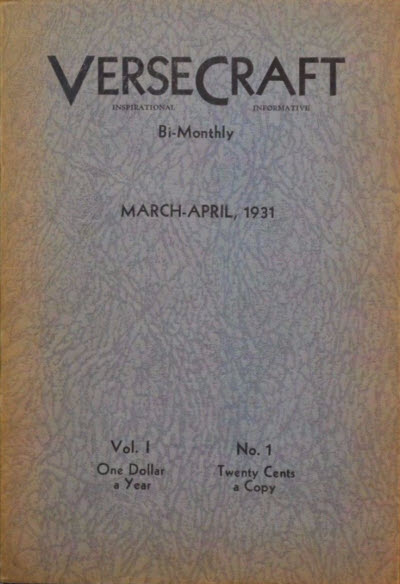 VERSECRAFT
INSPIRATIONAL INFORMATIVE
Bi-Monthly
MARCH-APRIL, 1931
Vol. I No. 1
One Dollar Twenty Cents
a Year a Copy